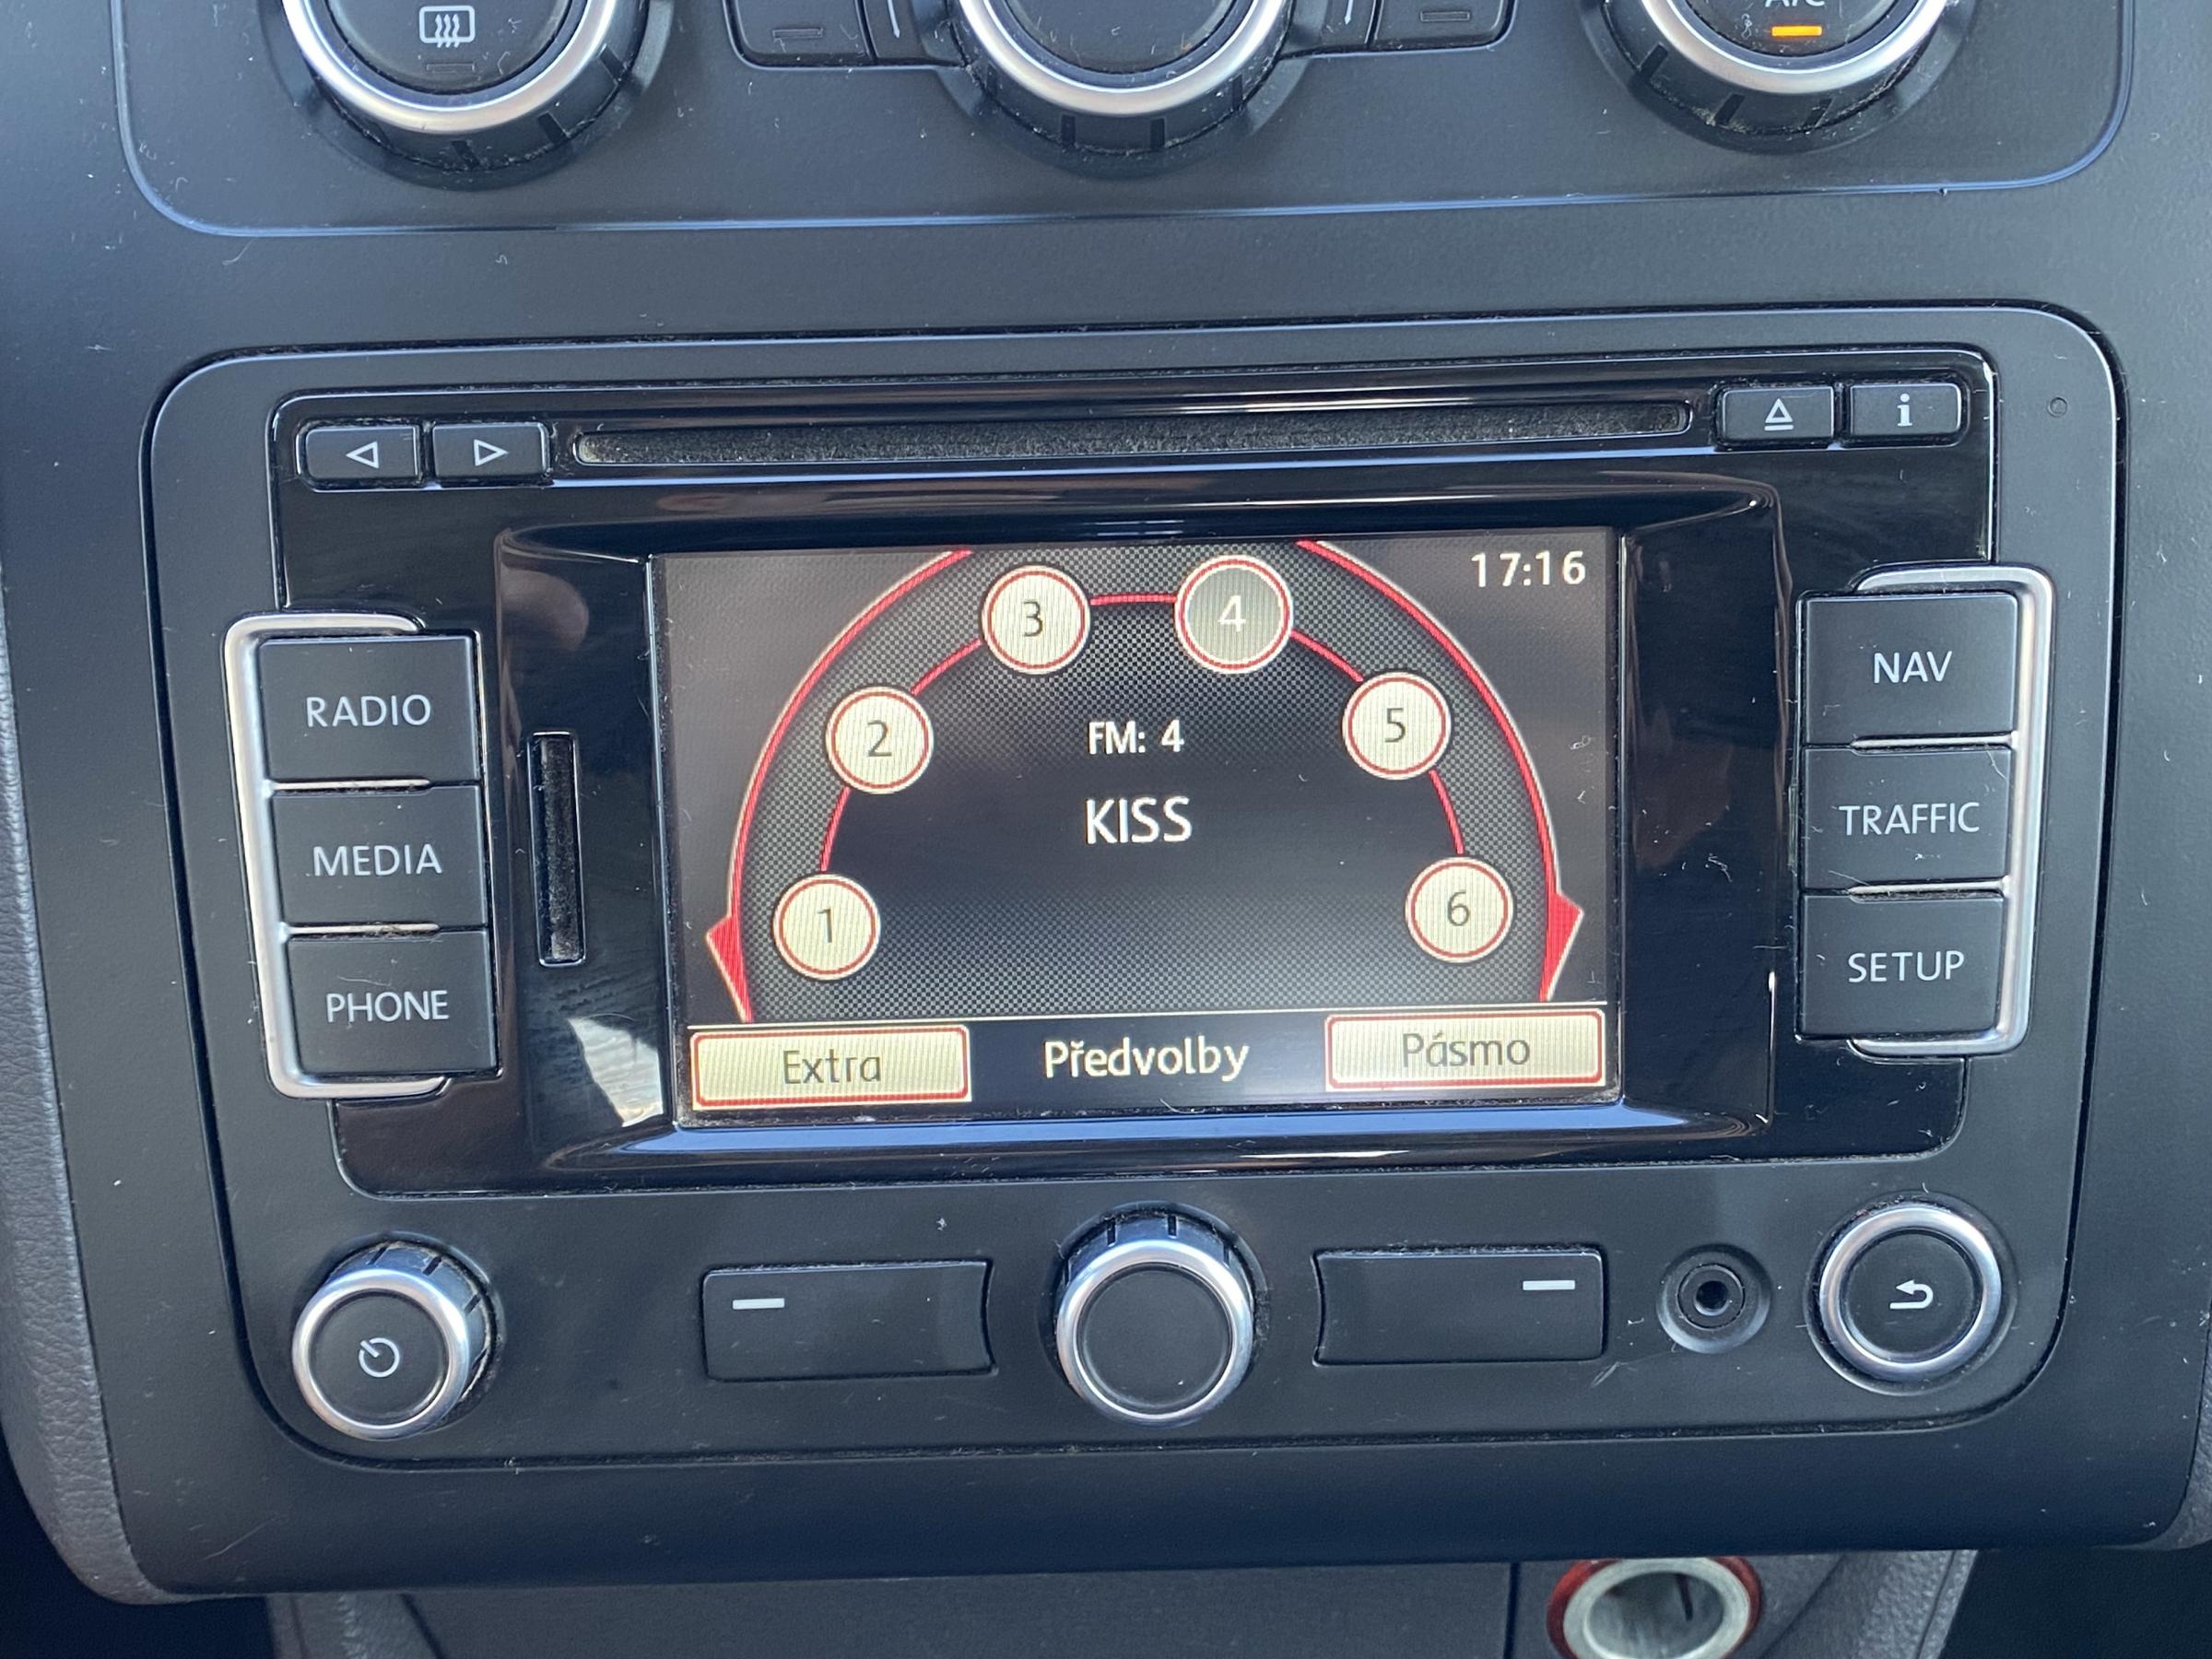 A/C
17:16
3
4
2
5
RADIO
NAV
FM: 4
MEDIA
KISS
TRAFFIC
1
6
PHONE
SETUP
Extra
Předvolby
Pásmo